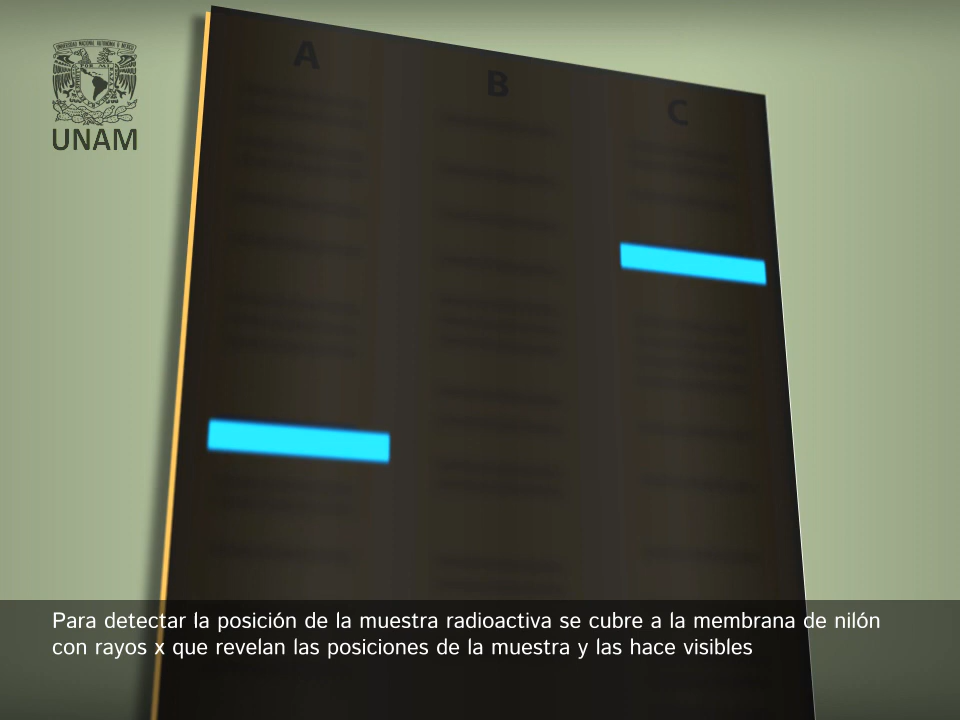 A
B
C
UNAM
Para detectar la posición de la muestra radioactiva se cubre a la membrana de nilón
con rayos x que revelan las posiciones de la muestra y las hace visibles